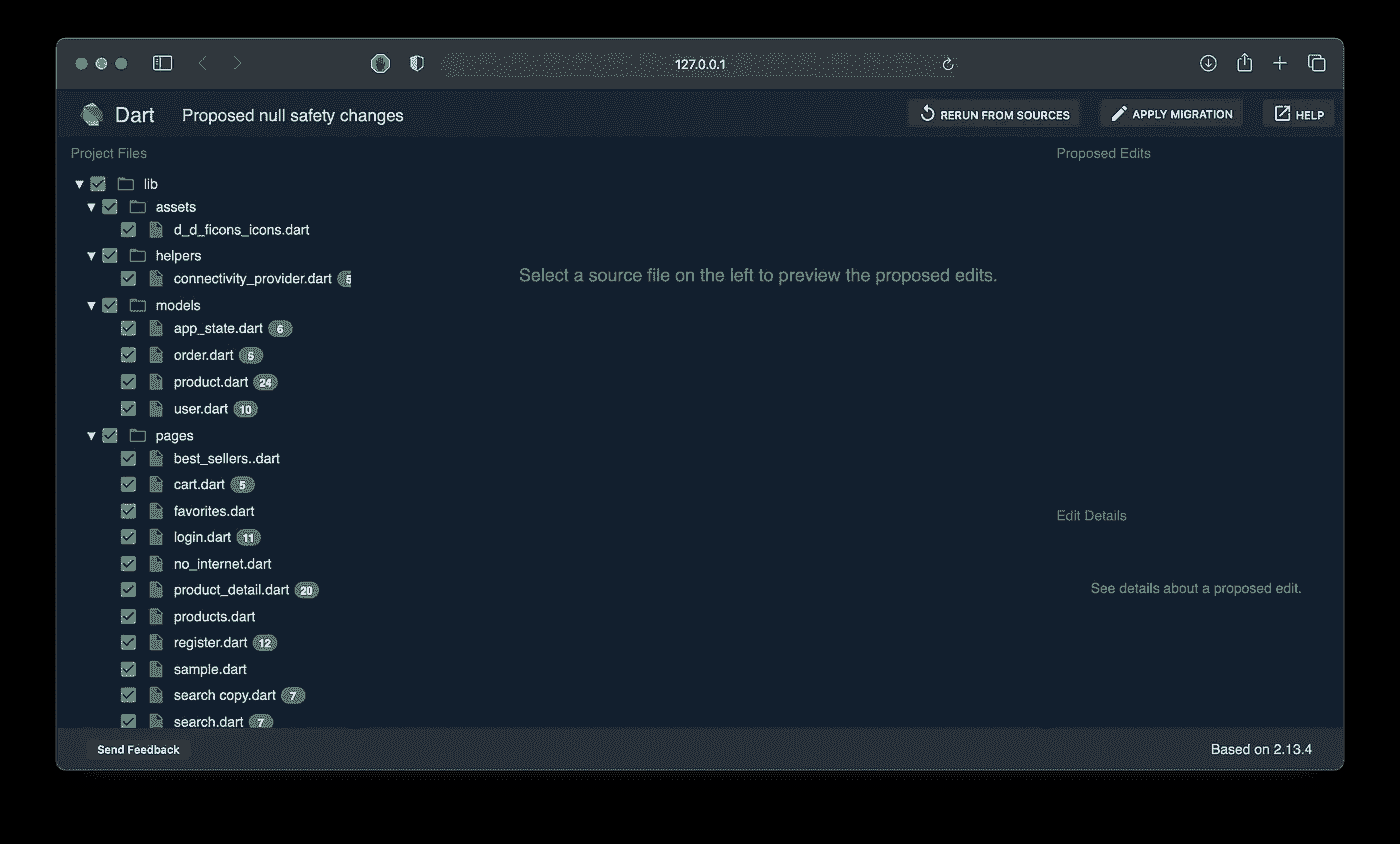 127.0.0.1
Dart Proposed null safety changes RERUN FROM SOURCES APPLY MIGRATION HELP
Project Files Proposed Edits
lib
assets
d_d_ficons_icons.dart
helpers
connectivity_provider.dart 5
Select a source file on the left to preview the proposed edits.
models
app_state.dart 6
order.dart 5
product.dart 24
user.dart 10
pages
best_sellers..dart
cart.dart 5
favorites.dart
Edit Details
login.dart 11
no_internet.dart
product_detail.dart 20
See details about a proposed edit.
products.dart
register.dart 12
sample.dart
search copy.dart 7
search.dart 7
Send Feedback Based on 2.13.4